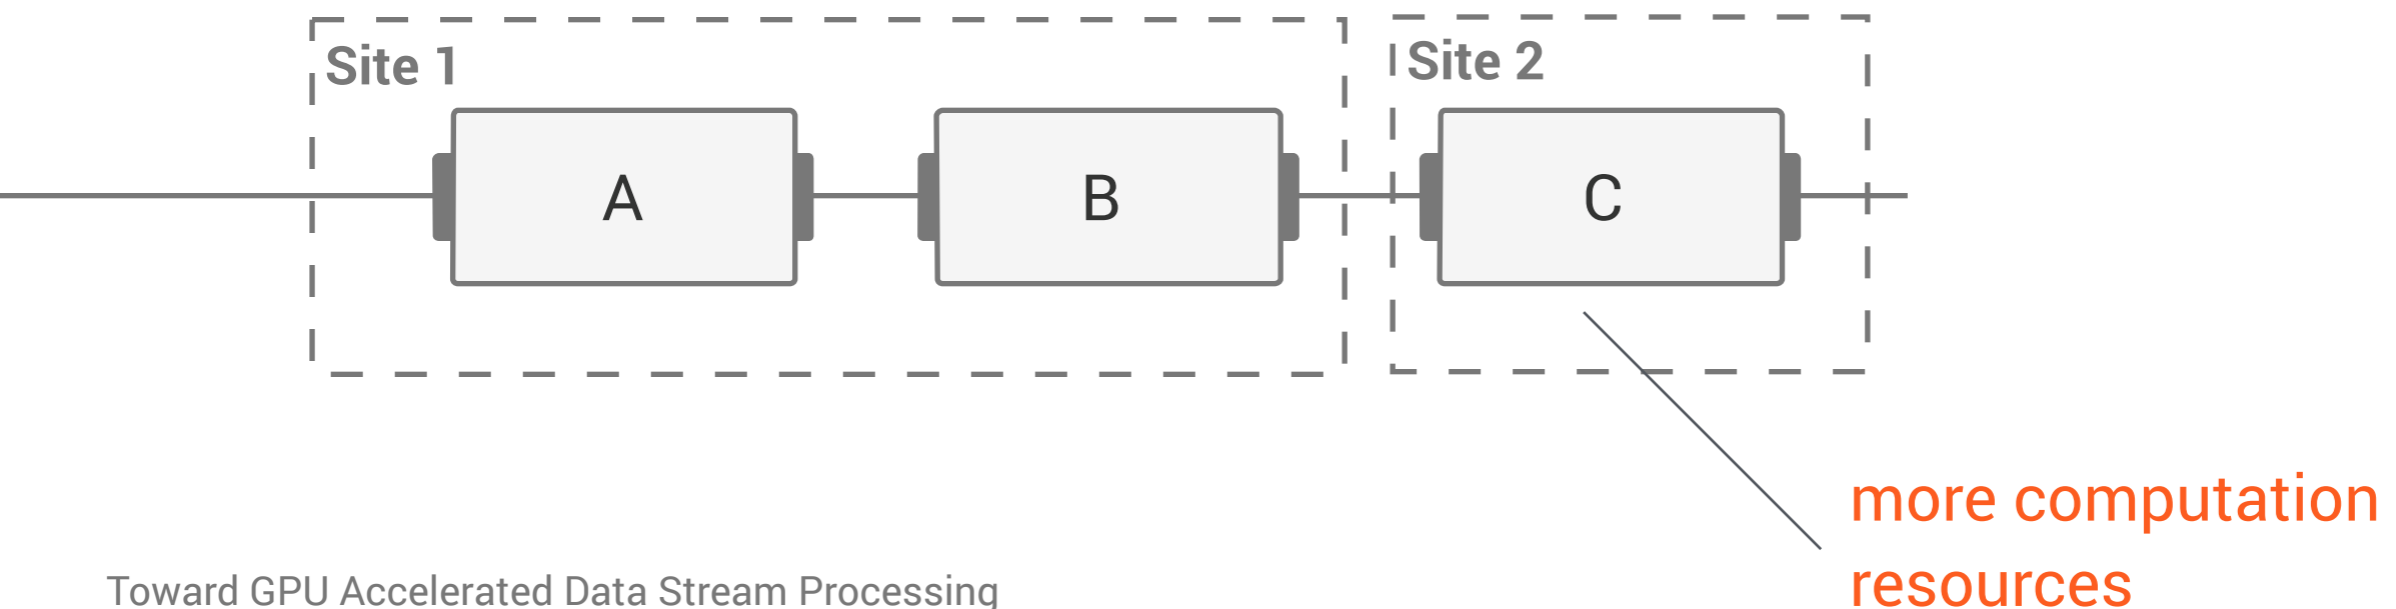 Site 1
Site 2
A
B
C
more computation
resources
Toward GPU Accelerated Data Stream Processing